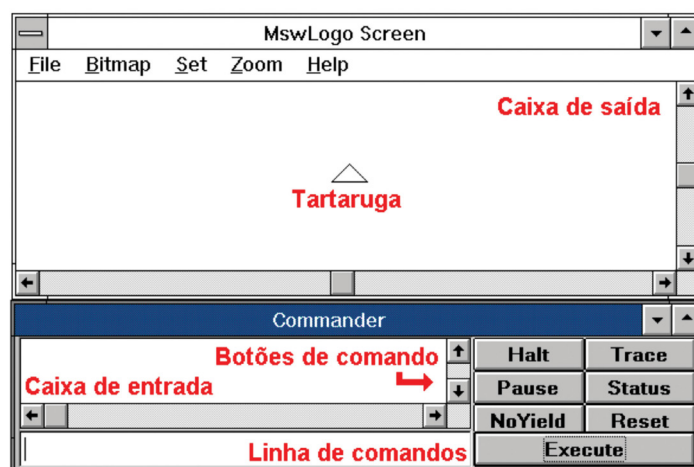 MswLogo Screen
File Bitmap Set Zoom Help
Caixa de saída
Tartaruga
Commander
Botões de comando
Caixa de entrada
Linha de comandos
Halt Trace
Pause Status
NoYield Reset
Execute